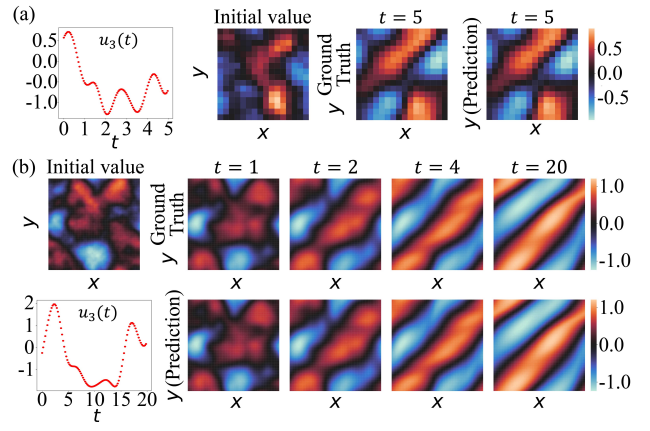 (a)
u₃(t)
0.5
-0.0
-0.5
-1.0
0 1 2 3 4 5
t
Initial value
y
x
Ground
Truth
t = 5
y
x
t = 5
y (Prediction)
x
0.5
0.0
-0.5
(b)
Initial value
y
x
Ground
Truth
y
t = 1
t = 2
t = 4
t = 20
x
x
x
x
1.0
0.0
-1.0
u₃(t)
2
1
0
-1
0 5 10 15 20
t
y (Prediction)
x
x
x
x
1.0
0.0
-1.0